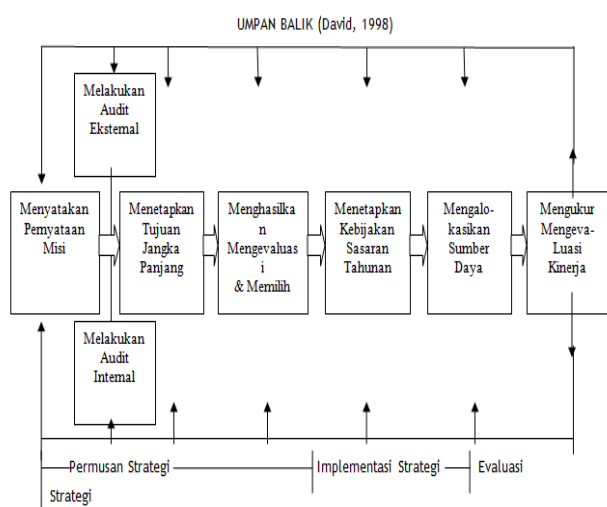 UMPAN BALIK (David, 1998)
Melakukan
Audit
Eksternal
Menyatakan
Pernyataan
Misi
Menetapkan
Tujuan
Jangka
Panjang
Menghasilka
n
Mengevaluas
i
& Memilih
Menetapkan
Kebijakan
Sasaran
Tahunan
Mengalo-
kasikan
Sumber
Daya
Mengukur
Mengeva-
Luasi
Kinerja
Melakukan
Audit
Internal
Permusan Strategi
Implementasi Strategi
Evaluasi
Strategi